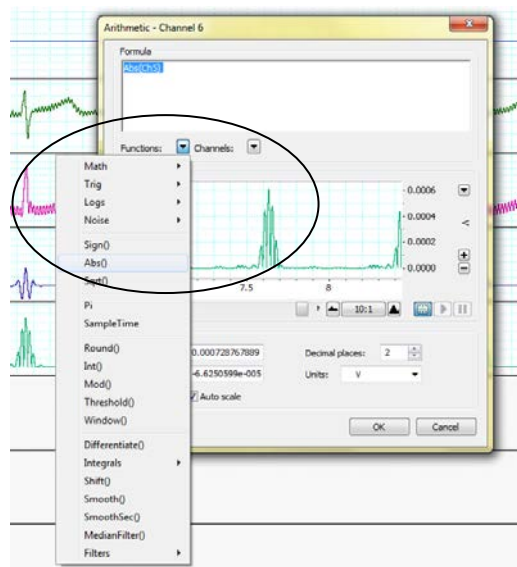 Arithmetic - Channel 6
Formula
Abs(Ch5)
Functions: Channels:
Math
Trig
Logs
Noise
Sign()
Abs()
Sqrt()
Pi
SampleTime
Round()
Int()
Mod()
Threshold()
Window()
Differentiate()
Integrals
Shift()
Smooth()
SmoothSec()
MedianFilter()
Filters
0.0006
0.0004
V
0.0002
0.0000
7.5 8
10:1
0.000728767889 Decimal places: 2
-6.6250599e-005 Units: V
Auto scale
OK Cancel